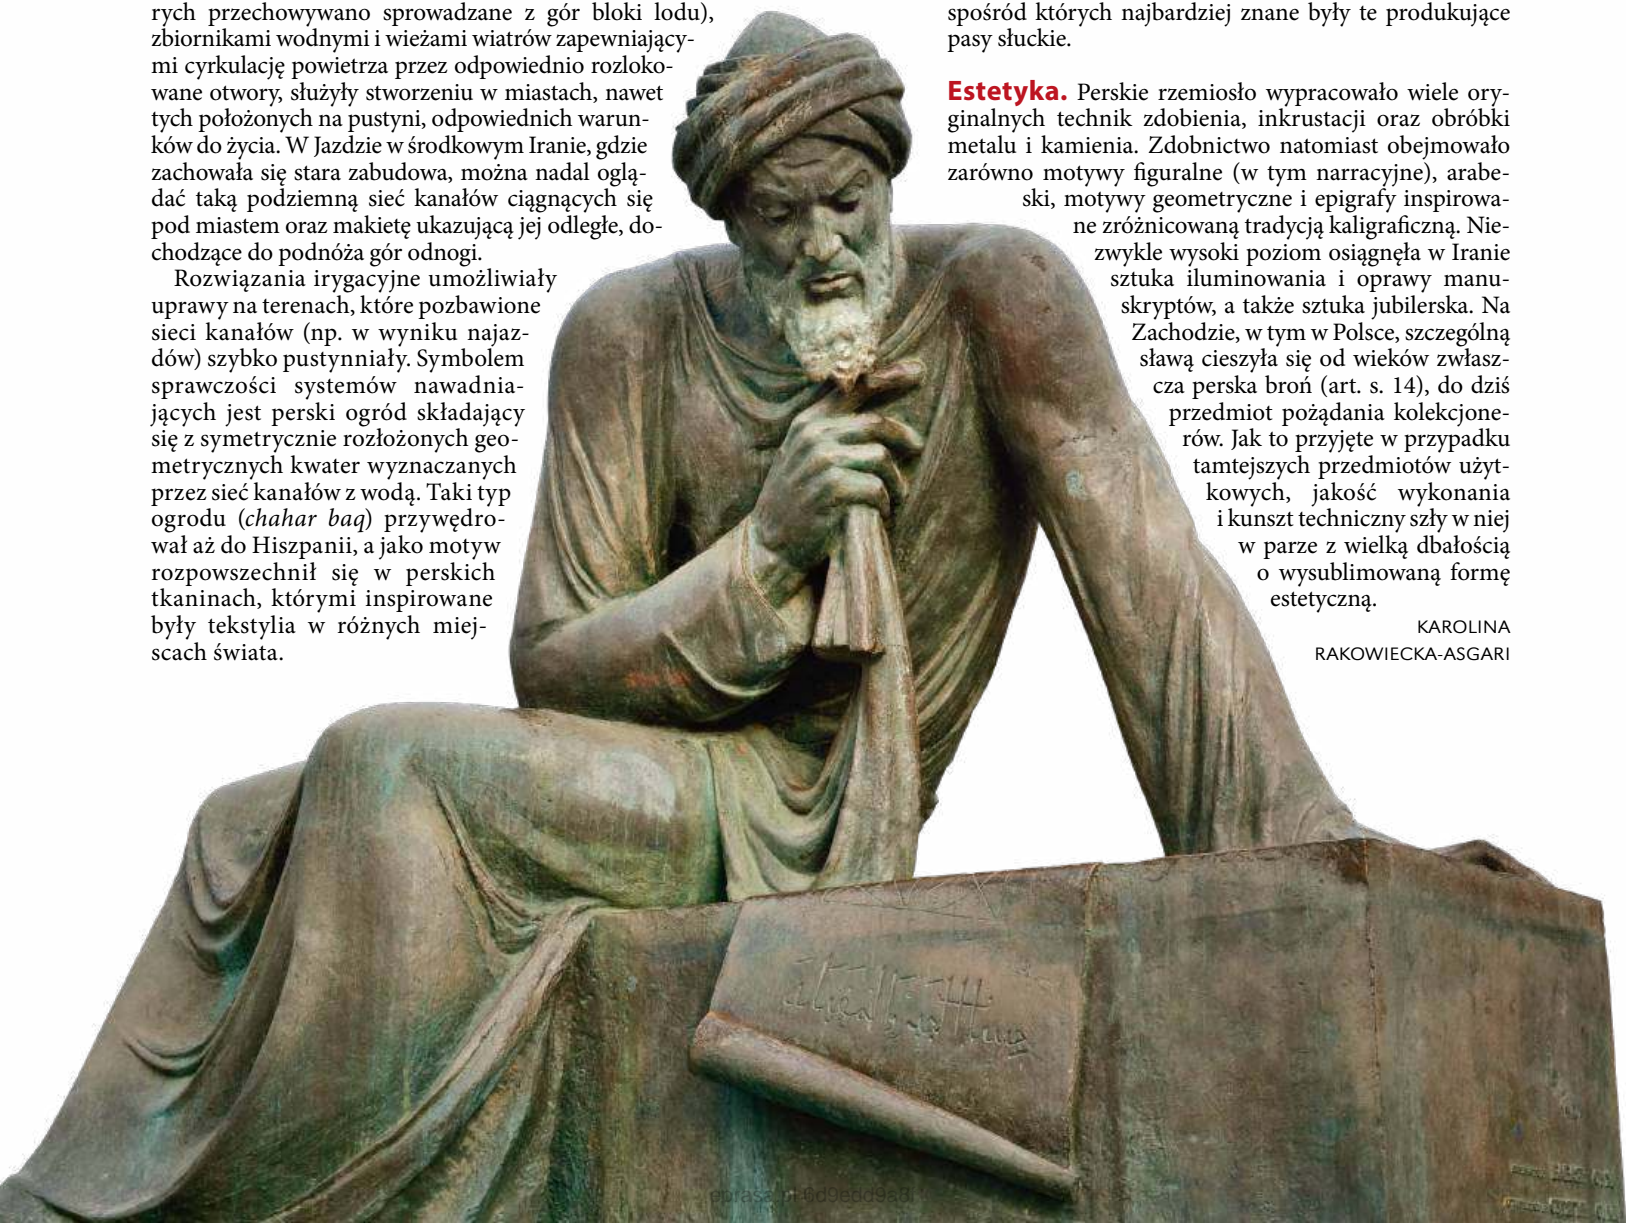 rych przechowywano sprowadzane z gór bloki lodu),
zbiornikami wodnymi i wieżami wiatrów zapewniający-
mi cyrkulację powietrza przez odpowiednio rozloko-
wane otwory, służyły stworzeniu w miastach, nawet
tych położonych na pustyni, odpowiednich warun-
ków do życia. W Jazdzie w środkowym Iranie, gdzie
zachowała się stara zabudowa, można nadal oglą-
dać taką podziemną sieć kanałów ciągnących się
pod miastem oraz makietę ukazującą jej odległe, do-
chodzące do podnóża gór odnogi.
Rozwiązania irygacyjne umożliwiały
uprawy na terenach, które pozbawione
sieci kanałów (np. w wyniku najaz-
dów) szybko pustynniały. Symbolem
sprawczości systemów nawadnia-
jących jest perski ogród składający
się z symetrycznie rozłożonych geo-
metrycznych kwater wyznaczanych
przez sieć kanałów z wodą. Taki typ
ogrodu (chahar baq) przywędro-
wał aż do Hiszpanii, a jako motyw
rozpowszechnił się w perskich
tkaninach, którymi inspirowane
były tekstylia w różnych miej-
scach świata.
spośród których najbardziej znane były te produkujące
pasy słuckie.
Estetyka. Perskie rzemiosło wypracowało wiele ory-
ginalnych technik zdobienia, inkrustacji oraz obróbki
metalu i kamienia. Zdobnictwo natomiast obejmowało
zarówno motywy figuralne (w tym narracyjne), arabe-
ski, motywy geometryczne i epigrafy inspirowa-
ne zróżnicowaną tradycją kaligraficzną. Nie-
zwykle wysoki poziom osiągnęła w Iranie
sztuka iluminowania i oprawy manu-
skryptów, a także sztuka jubilerska. Na
Zachodzie, w tym w Polsce, szczególną
sławą cieszyła się od wieków zwłasz-
cza perska broń (art. s. 14), do dziś
przedmiot pożądania kolekcjone-
rów. Jak to przyjęte w przypadku
tamtejszych przedmiotów użyt-
kowych, jakość wykonania
i kunszt techniczny szły w niej
w parze z wielką dbałością
o wysublimowaną formę
estetyczną.
KAROLINA
RAKOWIECKA-ASGARI